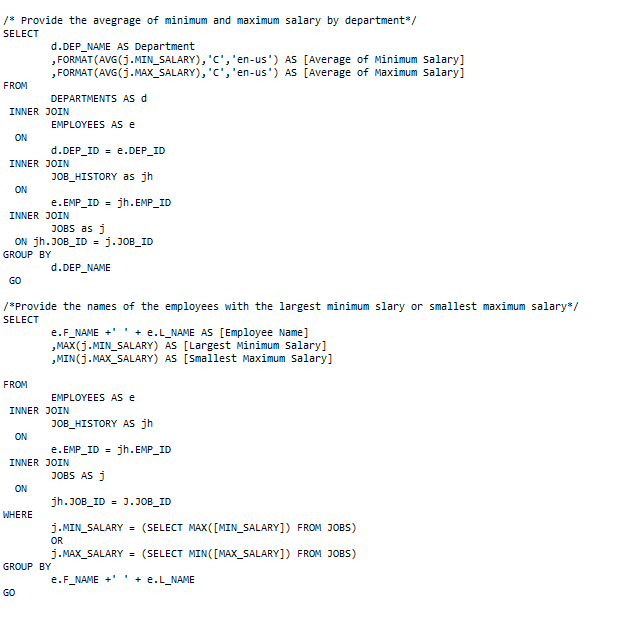 /* Provide the avegrage of minimum and maximum salary by department*/
SELECT
d.DEP_NAME AS Department
,FORMAT(AVG(j.MIN_SALARY),'C','en-us') AS [Average of Minimum Salary]
,FORMAT(AVG(j.MAX_SALARY),'C','en-us') AS [Average of Maximum Salary]
FROM
DEPARTMENTS AS d
INNER JOIN
EMPLOYEES AS e
ON
d.DEP_ID = e.DEP_ID
INNER JOIN
JOB_HISTORY as jh
ON
e.EMP_ID = jh.EMP_ID
INNER JOIN
JOBS as j
ON jh.JOB_ID = j.JOB_ID
GROUP BY
d.DEP_NAME
GO
/*Provide the names of the employees with the largest minimum slary or smallest maximum salary*/
SELECT
e.F_NAME +' ' + e.L_NAME AS [Employee Name]
,MAX(j.MIN_SALARY) AS [Largest Minimum Salary]
,MIN(j.MAX_SALARY) AS [Smallest Maximum Salary]
FROM
EMPLOYEES AS e
INNER JOIN
JOB_HISTORY AS jh
ON
e.EMP_ID = jh.EMP_ID
INNER JOIN
JOBS AS j
ON
jh.JOB_ID = J.JOB_ID
WHERE
j.MIN_SALARY = (SELECT MAX([MIN_SALARY]) FROM JOBS)
OR
j.MAX_SALARY = (SELECT MIN([MAX_SALARY]) FROM JOBS)
GROUP BY
e.F_NAME +' ' + e.L_NAME
GO